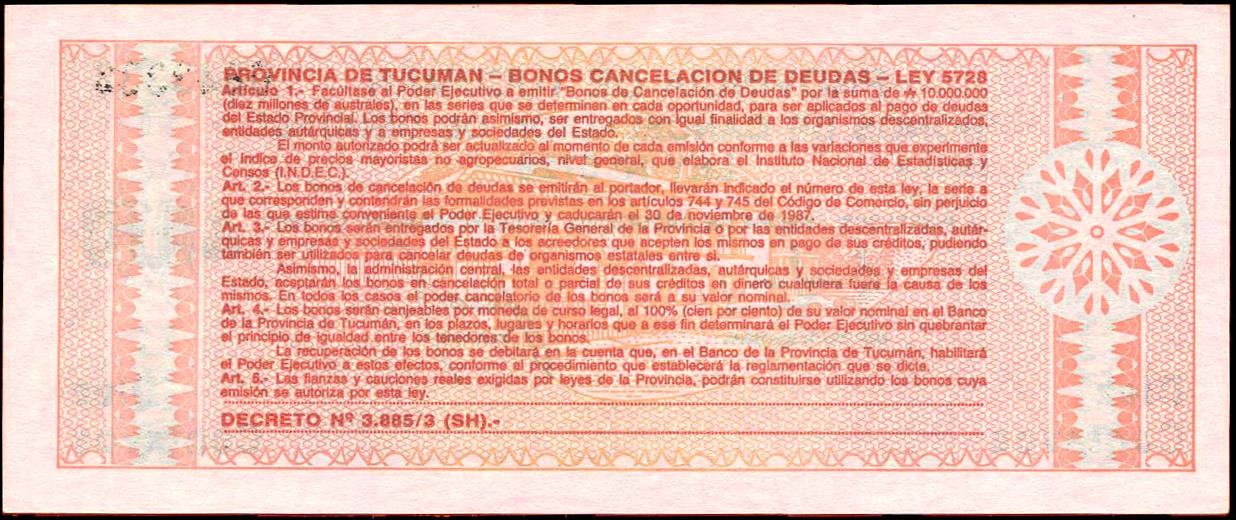 PROVINCIA DE TUCUMAN – BONOS CANCELACION DE DEUDAS – LEY 5728
Artículo 1.- Facúltase al Poder Ejecutivo a emitir "Bonos de Cancelación de Deudas" por la suma de ₳ 10.000.000
(diez millones de australes), en las series que se determinen en cada oportunidad, para ser aplicados al pago de deudas
del Estado Provincial. Los bonos podrán asimismo, ser entregados con igual finalidad a los organismos descentralizados,
entidades autárquicas y a empresas y sociedades del Estado.
El monto autorizado podrá ser actualizado al momento de cada emisión conforme a las variaciones que experimente
el índice de precios mayoristas no agropecuarios, nivel general, que elabora el Instituto Nacional de Estadísticas y
Censos (I.N.D.E.C.).
Art. 2.- Los bonos de cancelación de deudas se emitirán al portador, llevarán indicado el número de esta ley, la serie a
que corresponden y contendrán las formalidades previstas en los artículos 744 y 745 del Código de Comercio, sin perjuicio
de las que estime conveniente el Poder Ejecutivo y caducarán el 30 de noviembre de 1987.
Art. 3.- Los bonos serán entregados por la Tesorería General de la Provincia o por las entidades descentralizadas, autár-
quicas y empresas y sociedades del Estado a los acreedores que acepten los mismos en pago de sus créditos, pudiendo
también ser utilizados para cancelar deudas de organismos estatales entre si.
Asimismo, la administración central, las entidades descentralizadas, autárquicas y sociedades y empresas del
Estado, aceptarán los bonos en cancelación total o parcial de sus créditos en dinero cualquiera fuere la causa de los
mismos. En todos los casos el poder cancelatorio de los bonos será a su valor nominal.
Art. 4.- Los bonos serán canjeables por moneda de curso legal, al 100% (cien por ciento) de su valor nominal en el Banco
de la Provincia de Tucumán, en los plazos, lugares y horarios que a ese fin determinará el Poder Ejecutivo sin quebrantar
el principio de igualdad entre los tenedores de los bonos.
La recuperación de los bonos se debitará en la cuenta que, en el Banco de la Provincia de Tucumán, habilitará
el Poder Ejecutivo a estos efectos, conforme al procedimiento que establecerá la reglamentación que se dicte.
Art. 5.- Las fianzas y cauciones reales exigidas por leyes de la Provincia, podrán constituirse utilizando los bonos cuya
emisión se autoriza por esta ley.
DECRETO Nº 3.885/3 (SH).-